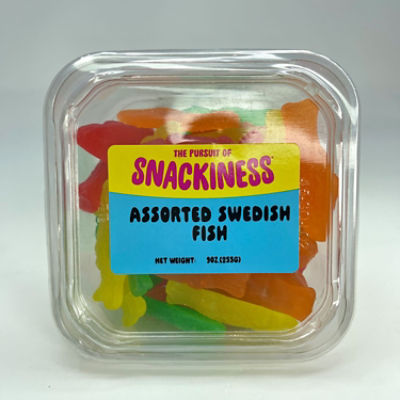 THE PURSUIT OF
SNACKINESS
ASSORTED SWEDISH
FISH
NET WEIGHT: 9OZ.(255G)